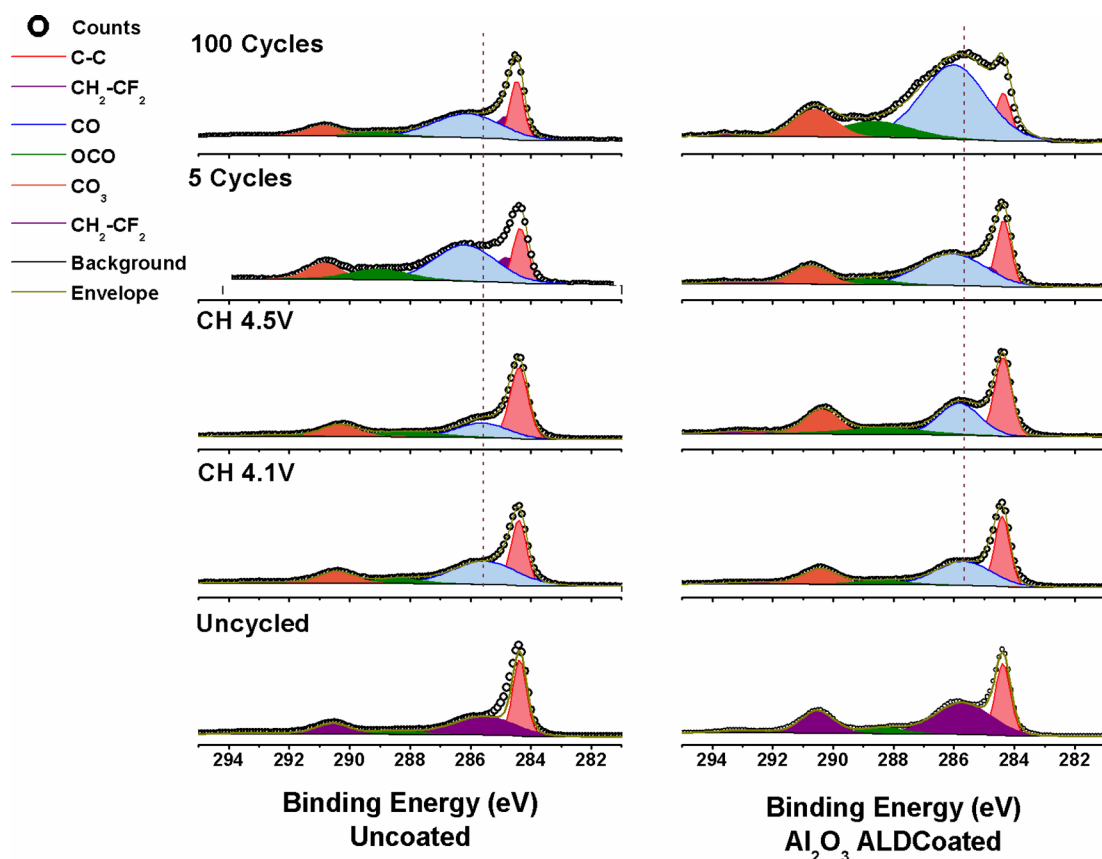 Counts
C-C
CH₂-CF₂
CO
OCO
CO₃
CH₂-CF₂
Background
Envelope
100 Cycles
5 Cycles
CH 4.5V
CH 4.1V
Uncycled
294 292 290 288 286 284 282
294 292 290 288 286 284 282
Binding Energy (eV)
Uncoated
Binding Energy (eV)
Al₂O₃ ALDCoated